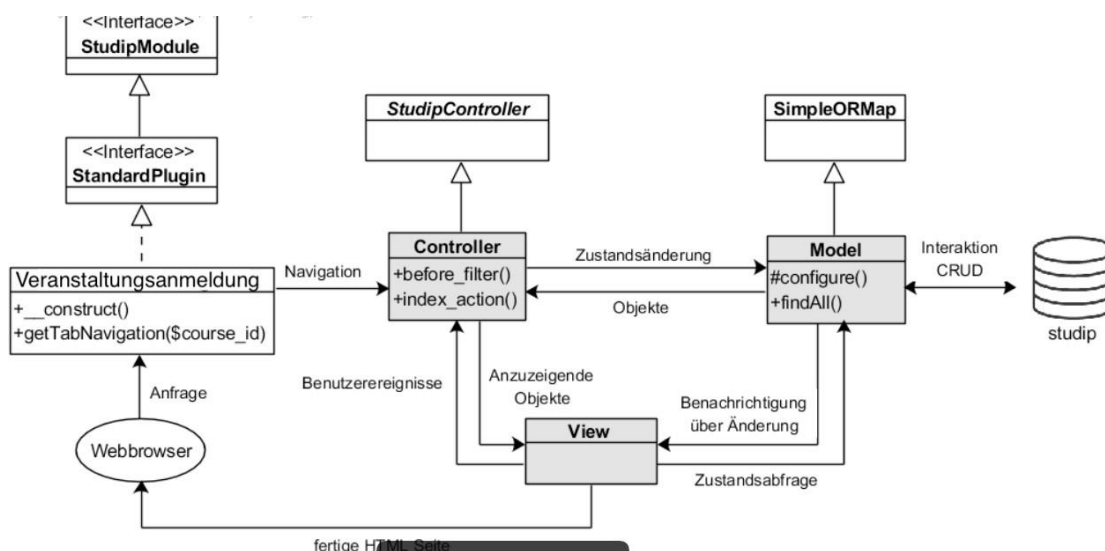 <<Interface>>
StudipModule
<<Interface>>
StandardPlugin
StudipController
SimpleORMap
Veranstaltungsanmeldung
+__construct()
+getTabNavigation($course_id)
Navigation
Controller
+before_filter()
+index_action()
Zustandsänderung
Objekte
Model
#configure()
+findAll()
Interaktion
CRUD
studip
Anfrage
Webbrowser
Benutzerereignisse
Anzuzeigende
Objekte
View
Benachrichtigung
über Änderung
Zustandsabfrage
fertige HTML Seite